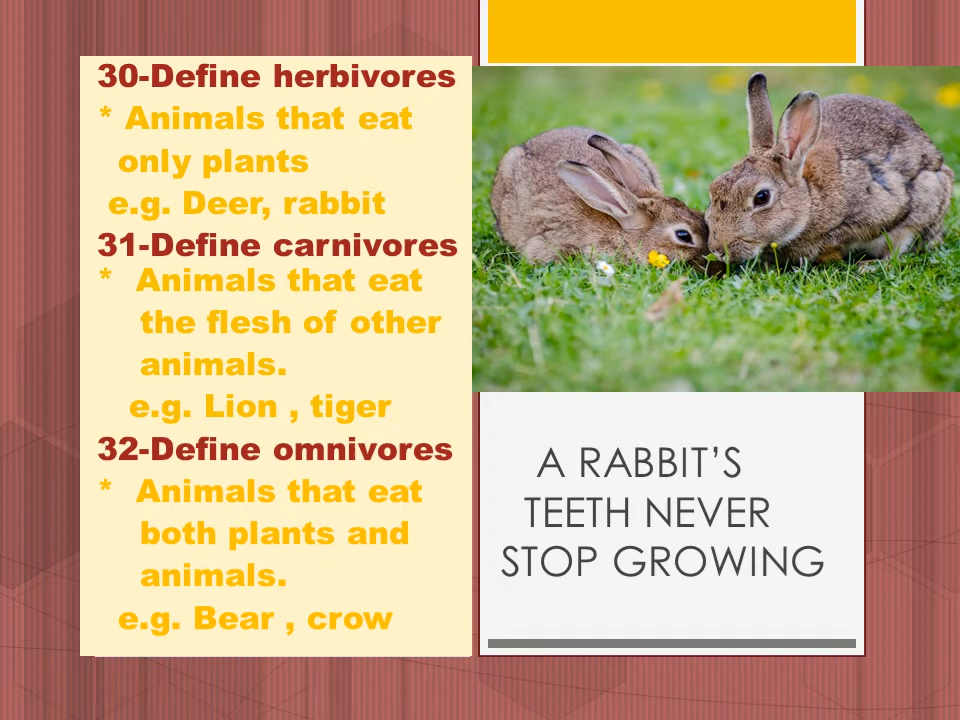 30-Define herbivores
* Animals that eat
only plants
e.g. Deer, rabbit
31-Define carnivores
* Animals that eat
the flesh of other
animals.
e.g. Lion , tiger
32-Define omnivores
* Animals that eat
both plants and
animals.
e.g. Bear , crow
A RABBIT’S
TEETH NEVER
STOP GROWING